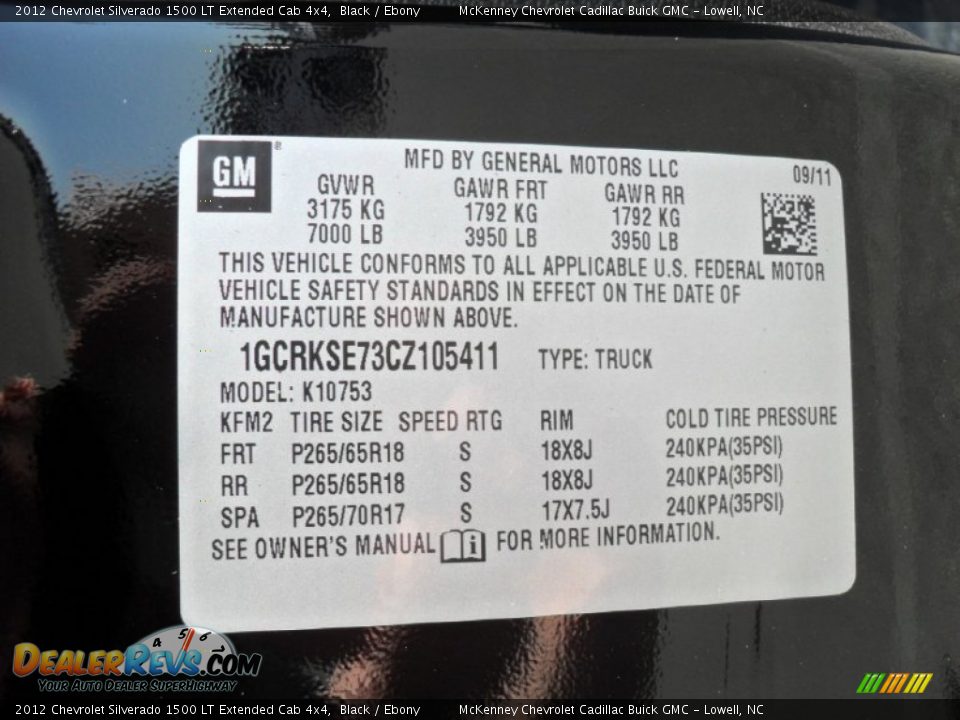 2012 Chevrolet Silverado 1500 LT Extended Cab 4x4, Black / Ebony McKenney Chevrolet Cadillac Buick GMC - Lowell, NC
GM ®
MFD BY GENERAL MOTORS LLC 09/11
GVWR GAWR FRT GAWR RR
3175 KG 1792 KG 1792 KG
7000 LB 3950 LB 3950 LB
THIS VEHICLE CONFORMS TO ALL APPLICABLE U.S. FEDERAL MOTOR
VEHICLE SAFETY STANDARDS IN EFFECT ON THE DATE OF
MANUFACTURE SHOWN ABOVE.
1GCRKSE73CZ105411 TYPE: TRUCK
MODEL: K10753
KFM2 TIRE SIZE SPEED RTG RIM COLD TIRE PRESSURE
FRT P265/65R18 S 18X8J 240KPA(35PSI)
RR P265/65R18 S 18X8J 240KPA(35PSI)
SPA P265/70R17 S 17X7.5J 240KPA(35PSI)
SEE OWNER'S MANUAL i FOR MORE INFORMATION.
4 5 6
DEALERREVS.COM
YOUR AUTO DEALER SUPERHIGHWAY
2012 Chevrolet Silverado 1500 LT Extended Cab 4x4, Black / Ebony McKenney Chevrolet Cadillac Buick GMC - Lowell, NC